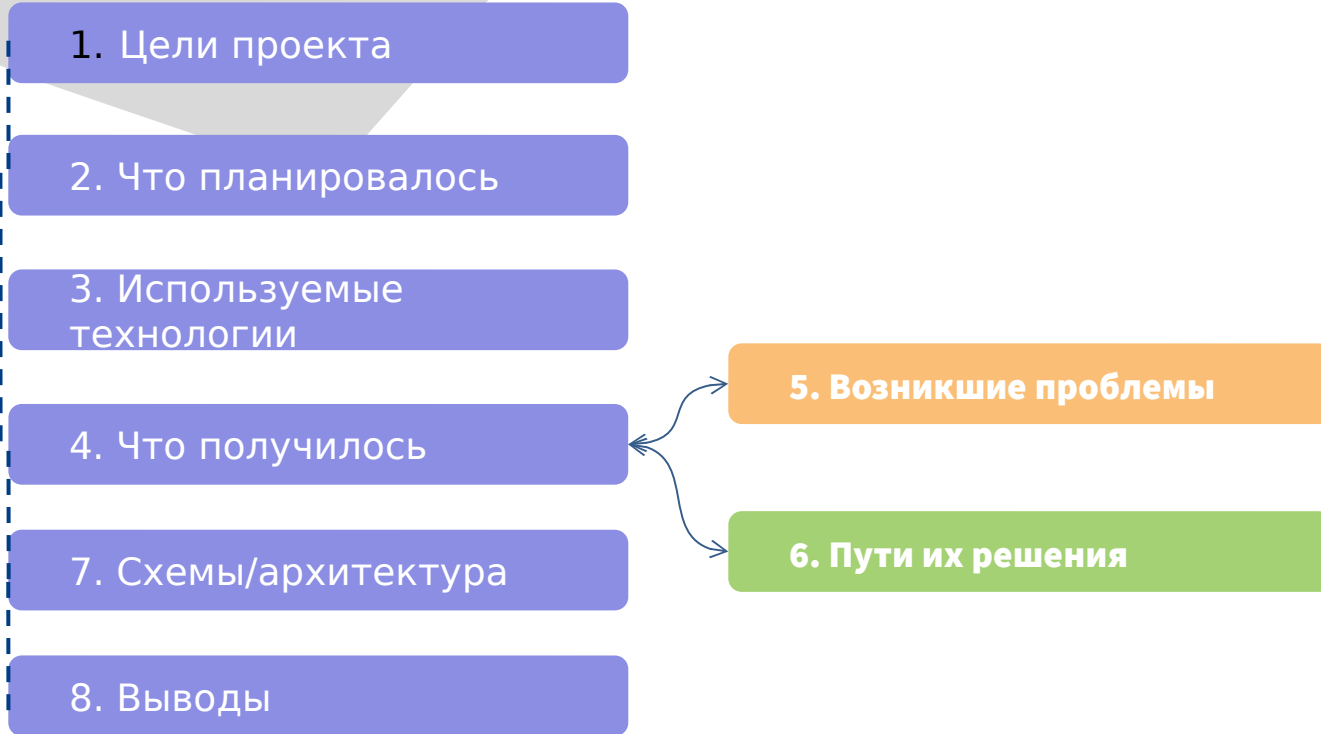 1. Цели проекта
2. Что планировалось
3. Используемые
технологии
4. Что получилось
5. Возникшие проблемы
6. Пути их решения
7. Схемы/архитектура
8. Выводы